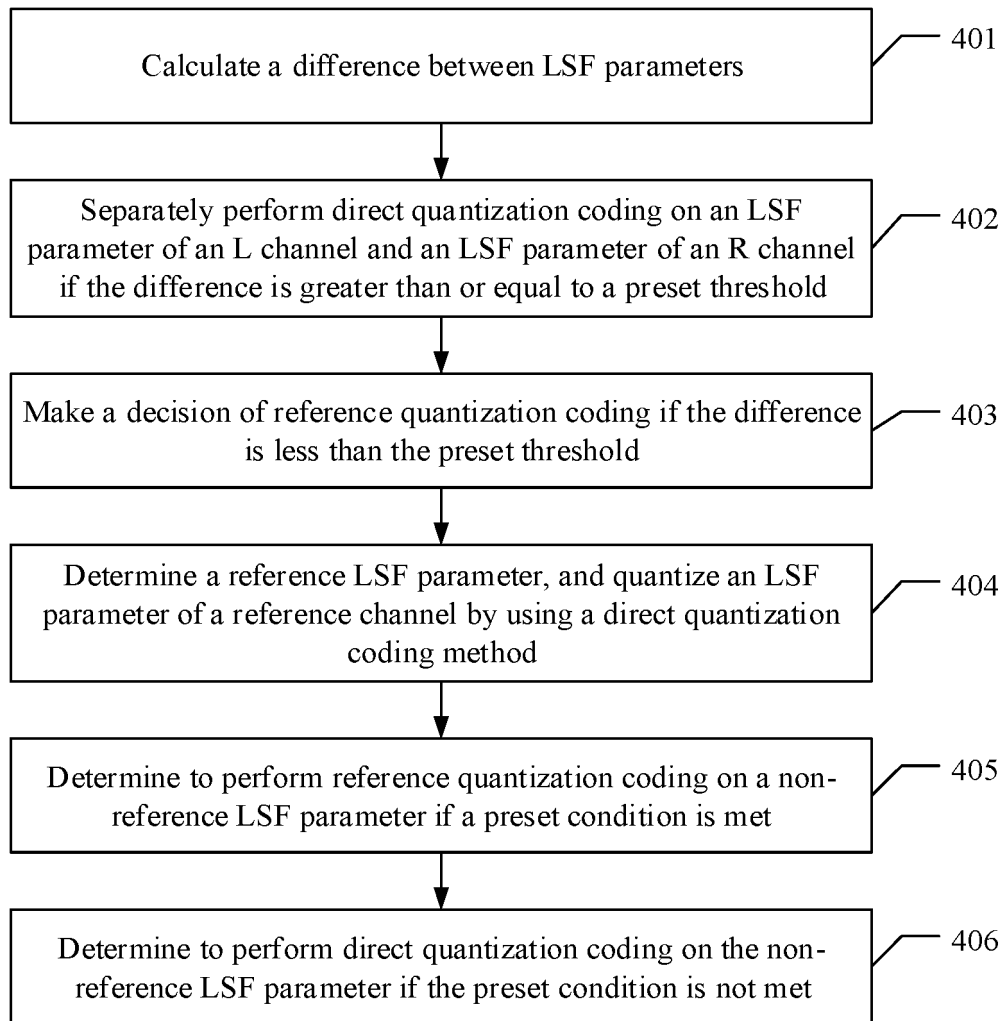 Calculate a difference between LSF parameters
401
Separately perform direct quantization coding on an LSF
parameter of an L channel and an LSF parameter of an R channel
if the difference is greater than or equal to a preset threshold
402
Make a decision of reference quantization coding if the difference
is less than the preset threshold
403
Determine a reference LSF parameter, and quantize an LSF
parameter of a reference channel by using a direct quantization
coding method
404
Determine to perform reference quantization coding on a non-
reference LSF parameter if a preset condition is met
405
Determine to perform direct quantization coding on the non-
reference LSF parameter if the preset condition is not met
406